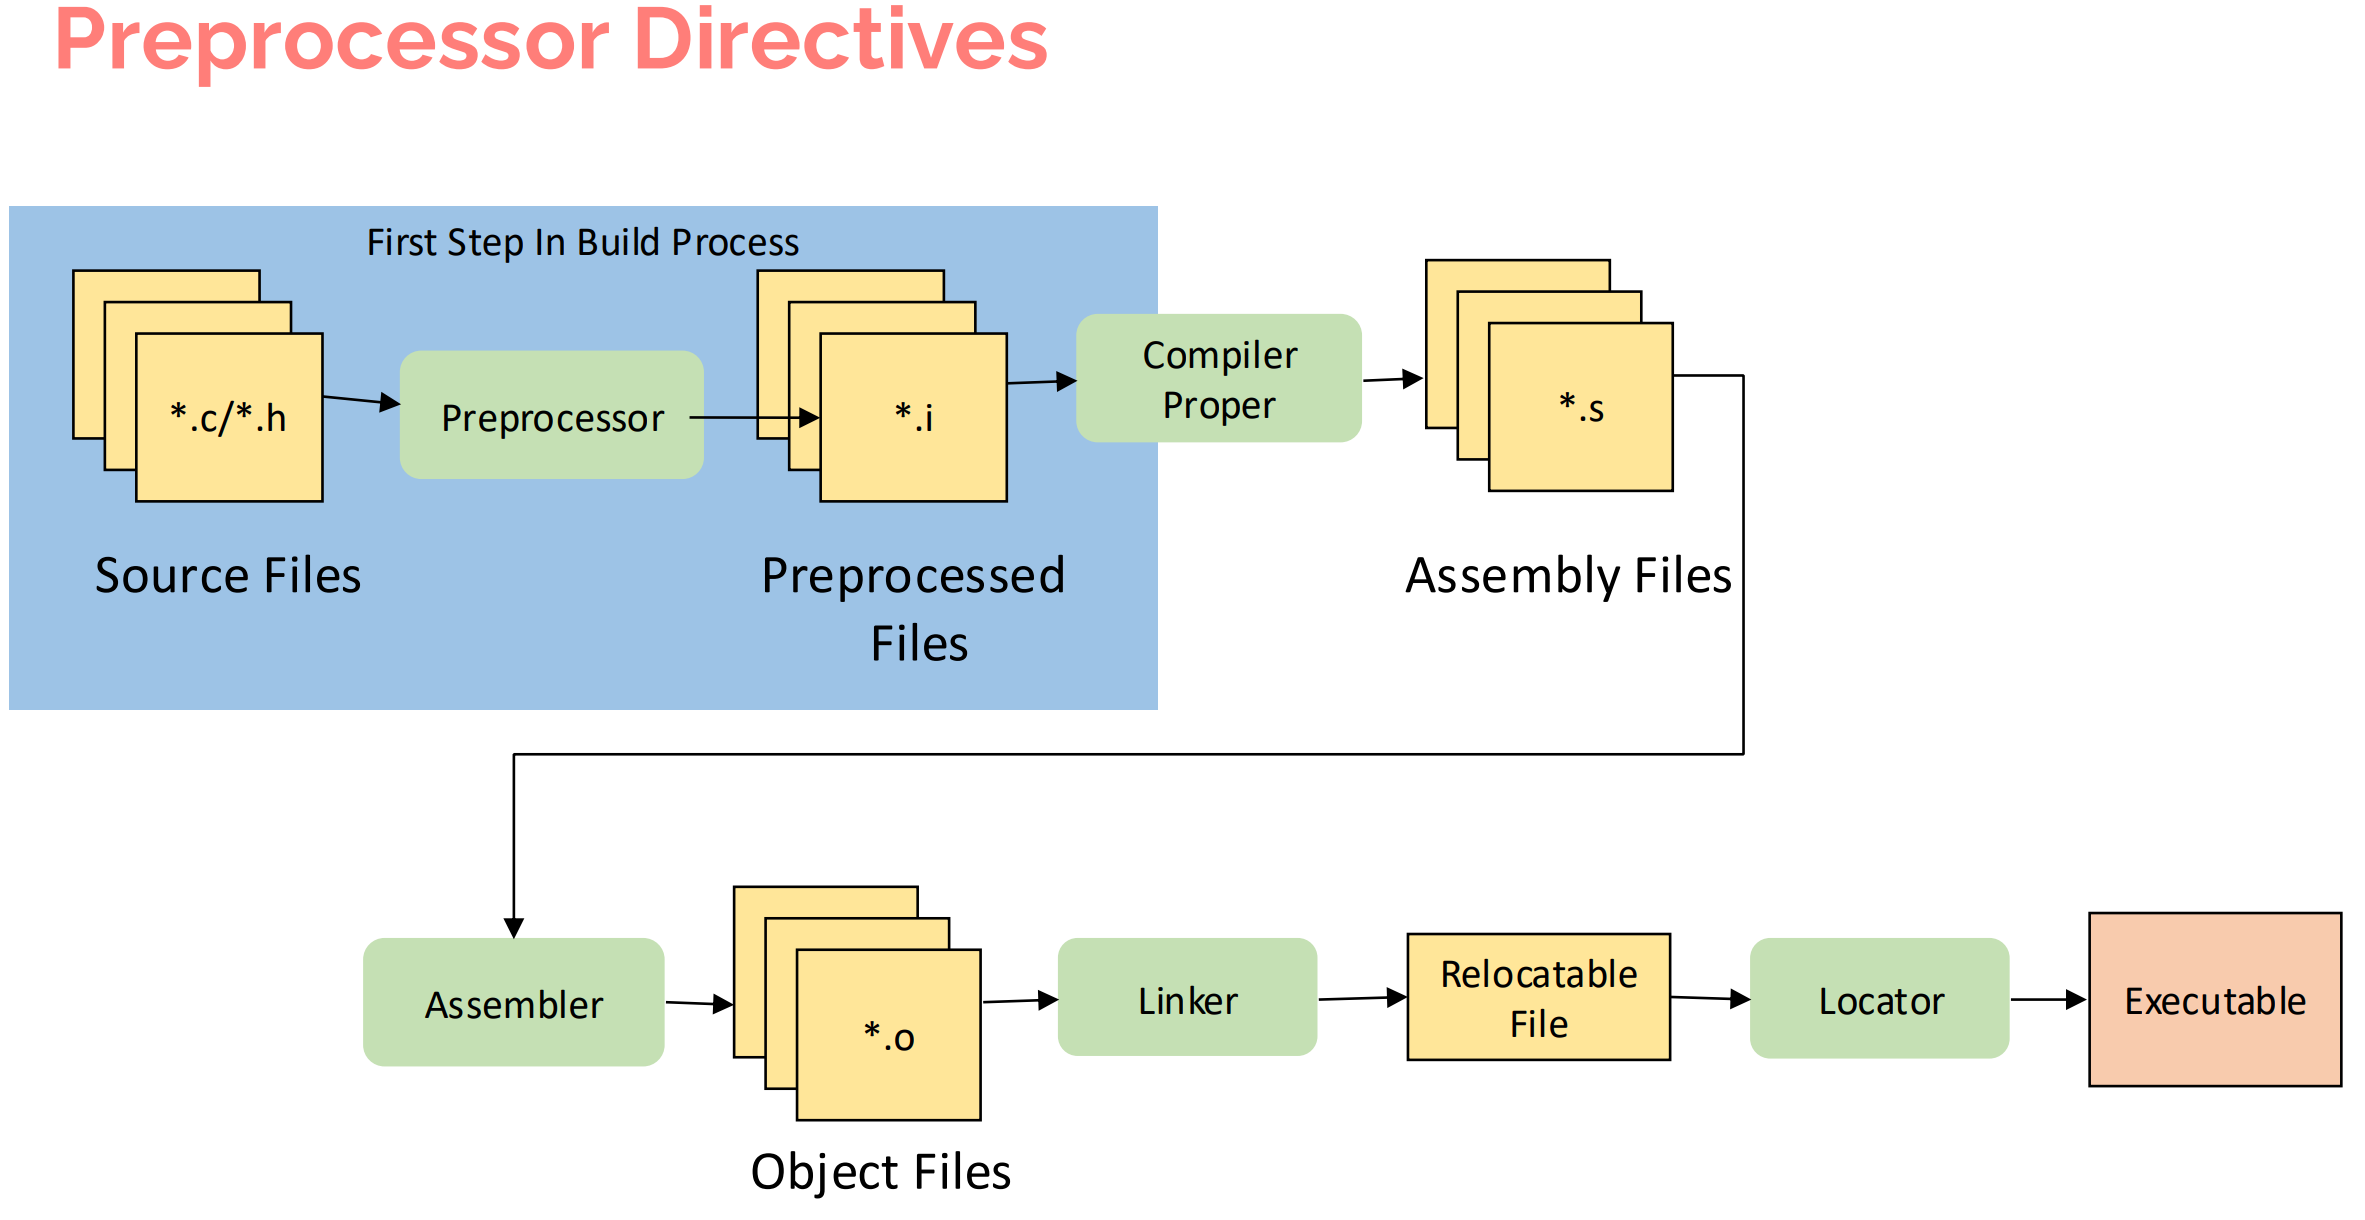 Preprocessor Directives
First Step In Build Process
*.c/*.h
Preprocessor
*.i
Compiler
Proper
*.s
Source Files
Preprocessed
Files
Assembly Files
Assembler
*.o
Linker
Relocatable
File
Locator
Executable
Object Files